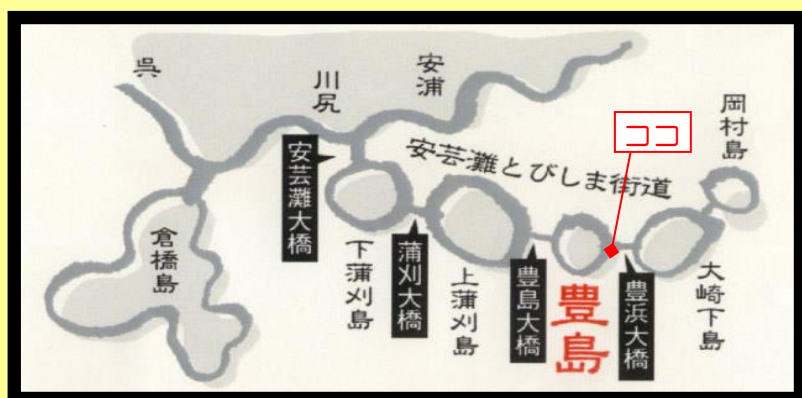 呉
川尻
安浦
ココ
岡村島
安芸灘とびしま街道
安芸灘大橋
倉橋島
下蒲刈島
蒲刈大橋
上蒲刈島
豊島大橋
豊島
豊浜大橋
大崎下島